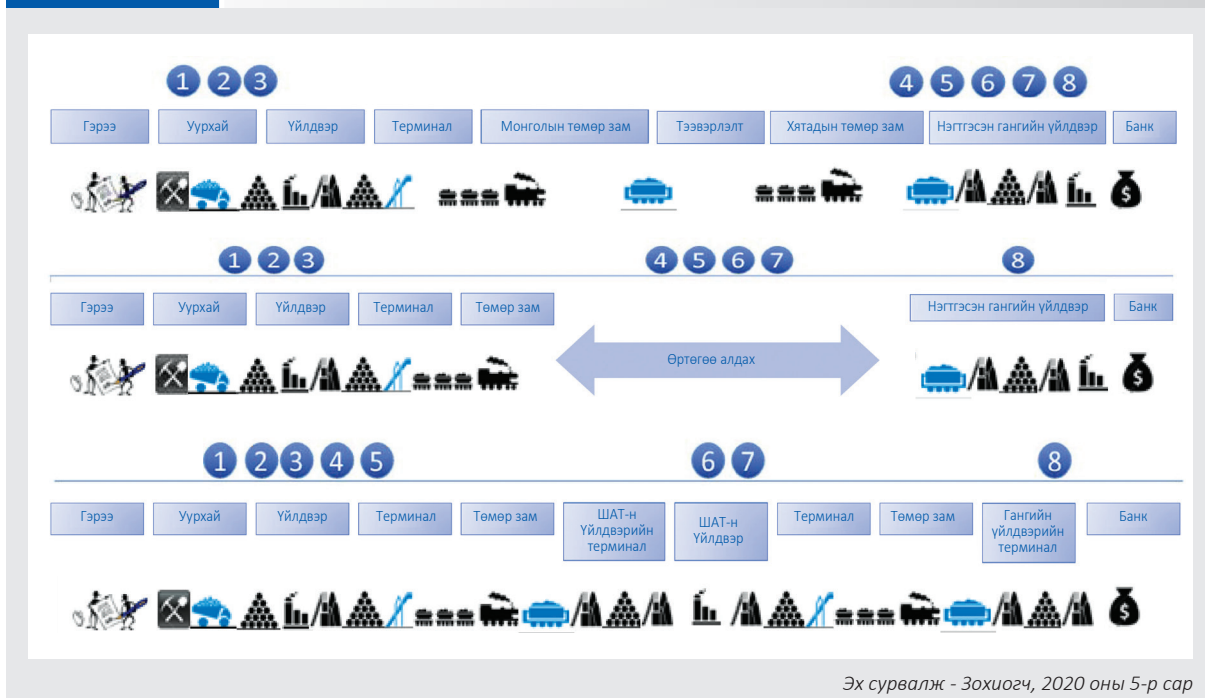 1 2 3 4 5 6 7 8
Гэрээ Уурхай Үйлдвэр Терминал Монголын төмөр зам Тээвэрлэлт Хятадын төмөр зам Нэгтгэсэн гангийн үйлдвэр Банк
$
1 2 3 4 5 6 7 8
Гэрээ Уурхай Үйлдвэр Терминал Төмөр зам Нэгтгэсэн гангийн үйлдвэр Банк
Өртөгөө алдах
$
1 2 3 4 5 6 7 8
Гэрээ Уурхай Үйлдвэр Терминал Төмөр зам ШАТ-н Үйлдвэрийн терминал ШАТ-н Үйлдвэр Терминал Төмөр зам Гангийн үйлдвэрийн терминал Банк
$
Эх сурвалж - Зохиогч, 2020 оны 5-р сар